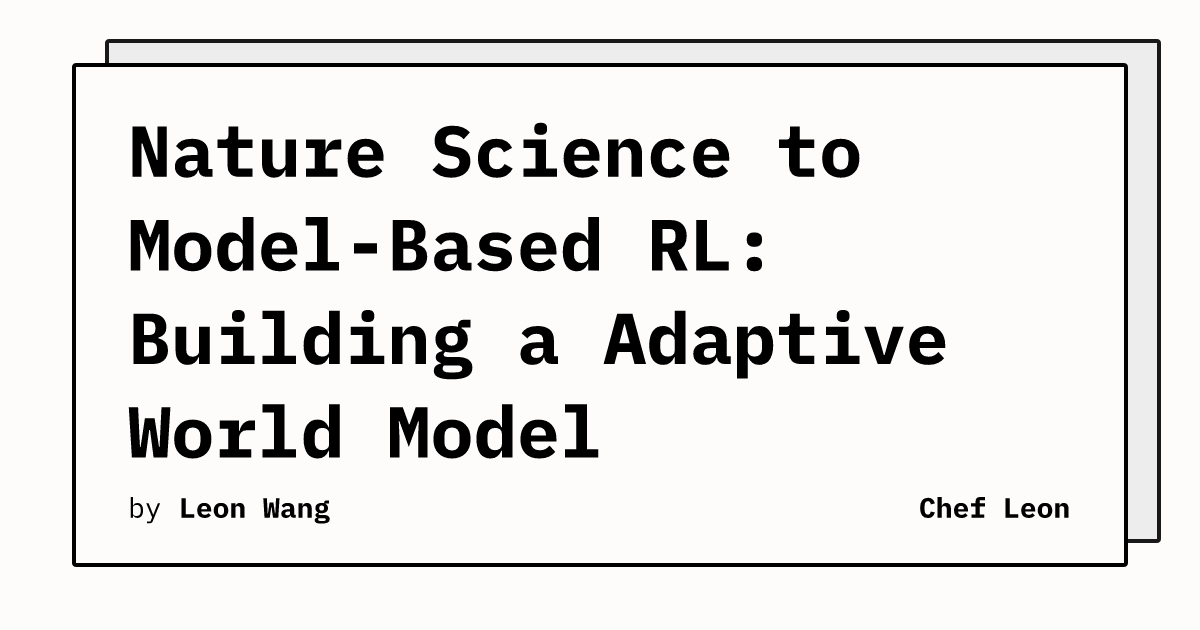 Nature Science to
Model-Based RL:
Building a Adaptive
World Model
by Leon Wang
Chef Leon